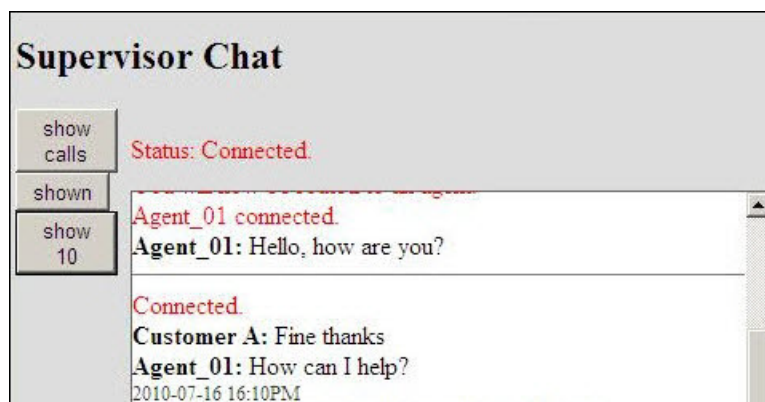 Supervisor Chat
show
calls
shown
show
10
Status: Connected.
Agent_01 connected.
Agent_01: Hello, how are you?
Connected.
Customer A: Fine thanks
Agent_01: How can I help?
2010-07-16 16:10PM